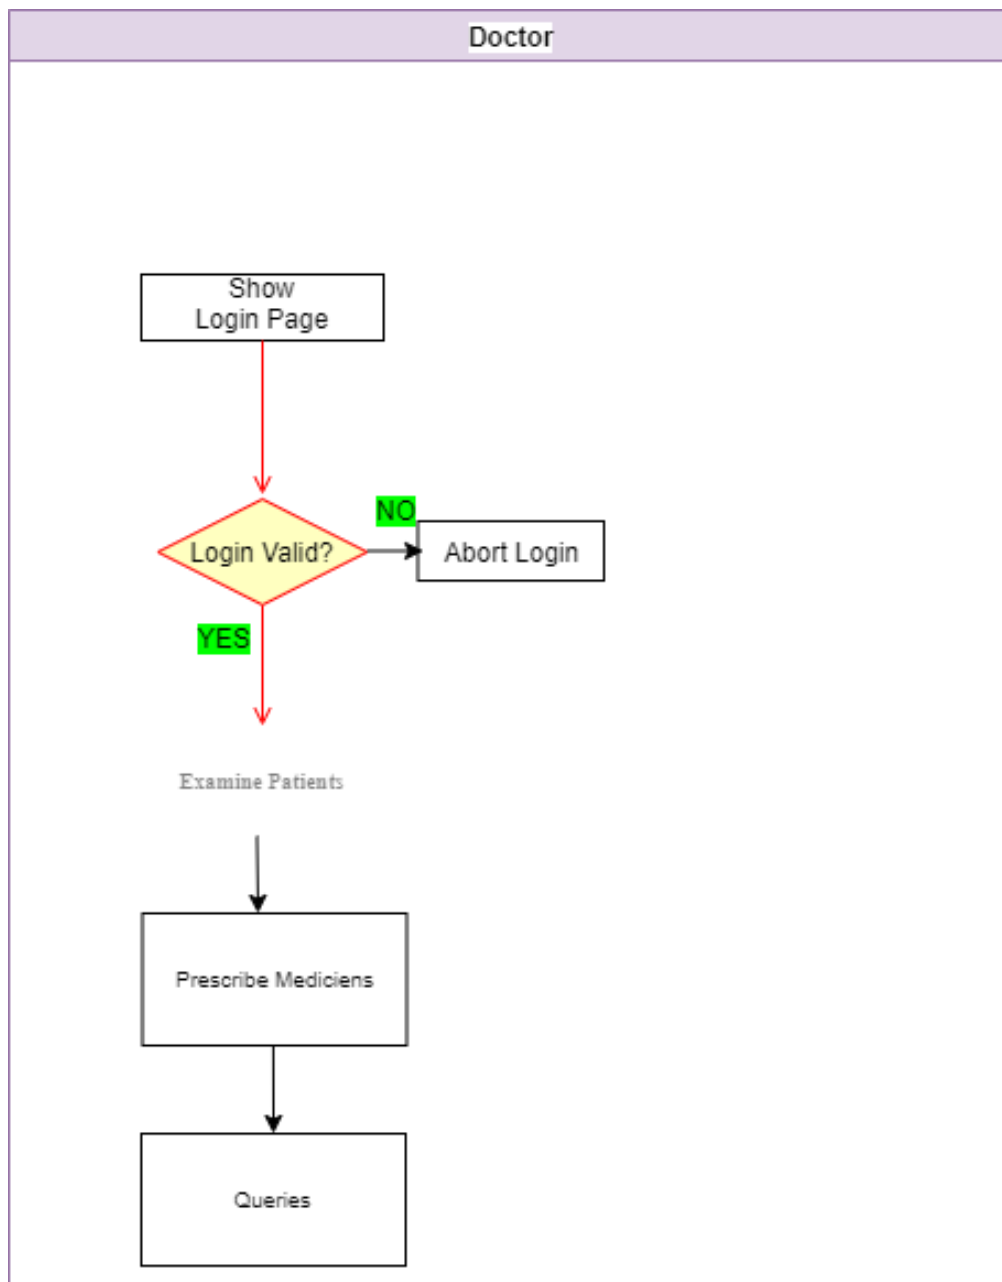 Doctor
Show
Login Page
NO
Login Valid?
Abort Login
YES
Examine Patients
Prescribe Mediciens
Queries